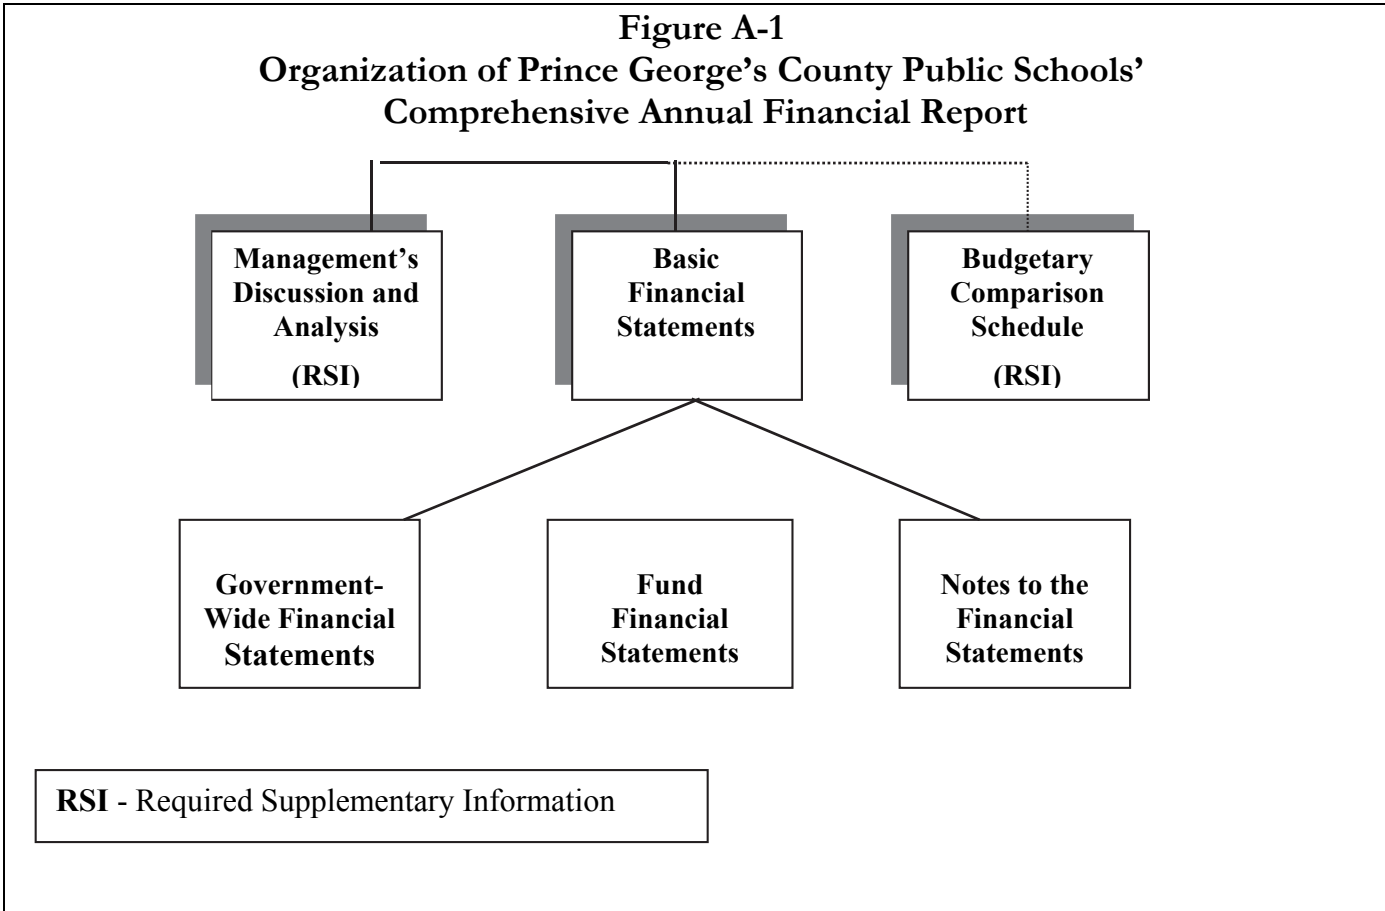 Figure A-1
Organization of Prince George’s County Public Schools’
Comprehensive Annual Financial Report
Management’s
Discussion and
Analysis
(RSI)
Basic
Financial
Statements
Budgetary
Comparison
Schedule
(RSI)
Government-
Wide Financial
Statements
Fund
Financial
Statements
Notes to the
Financial
Statements
RSI - Required Supplementary Information